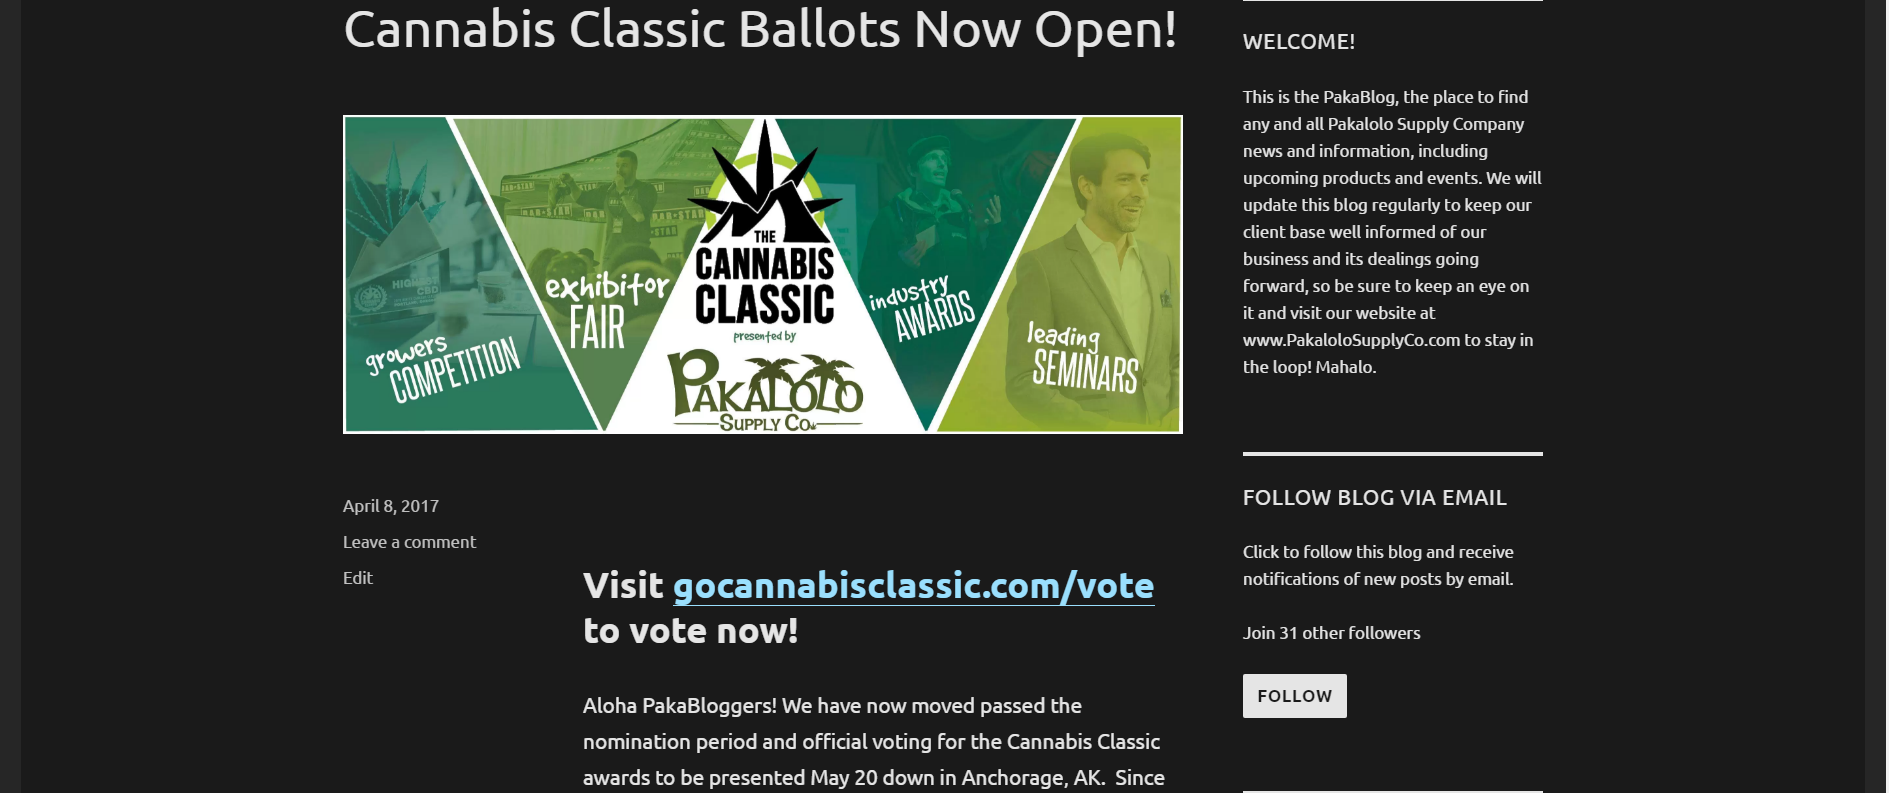 Cannabis Classic Ballots Now Open!
growers
COMPETITION
exhibitor
FAIR
THE
CANNABIS
CLASSIC
presented by
PAKALOLO
SUPPLY CO.
industry
AWARDS
leading
SEMINARS
April 8, 2017
Leave a comment
Edit
Visit gocannabisclassic.com/vote
to vote now!
Aloha PakaBloggers! We have now moved passed the
nomination period and official voting for the Cannabis Classic
awards to be presented May 20 down in Anchorage, AK.  Since
WELCOME!
This is the PakaBlog, the place to find
any and all Pakalolo Supply Company
news and information, including
upcoming products and events. We will
update this blog regularly to keep our
client base well informed of our
business and its dealings going
forward, so be sure to keep an eye on
it and visit our website at
www.PakaloloSupplyCo.com to stay in
the loop! Mahalo.
FOLLOW BLOG VIA EMAIL
Click to follow this blog and receive
notifications of new posts by email.
Join 31 other followers
FOLLOW